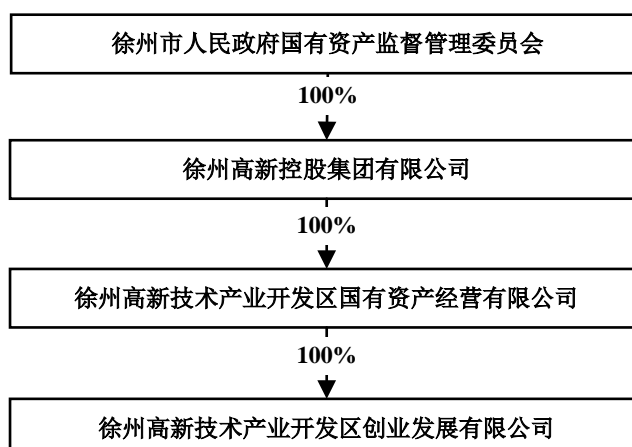 徐州市人民政府国有资产监督管理委员会
100%
徐州高新控股集团有限公司
100%
徐州高新技术产业开发区国有资产经营有限公司
100%
徐州高新技术产业开发区创业发展有限公司